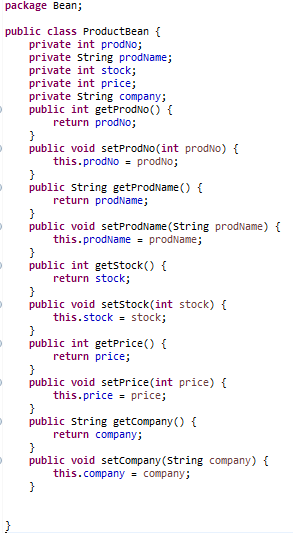 package Bean;
public class ProductBean {
private int prodNo;
private String prodName;
private int stock;
private int price;
private String company;
public int getProdNo() {
return prodNo;
}
public void setProdNo(int prodNo) {
this.prodNo = prodNo;
}
public String getProdName() {
return prodName;
}
public void setProdName(String prodName) {
this.prodName = prodName;
}
public int getStock() {
return stock;
}
public void setStock(int stock) {
this.stock = stock;
}
public int getPrice() {
return price;
}
public void setPrice(int price) {
this.price = price;
}
public String getCompany() {
return company;
}
public void setCompany(String company) {
this.company = company;
}
}